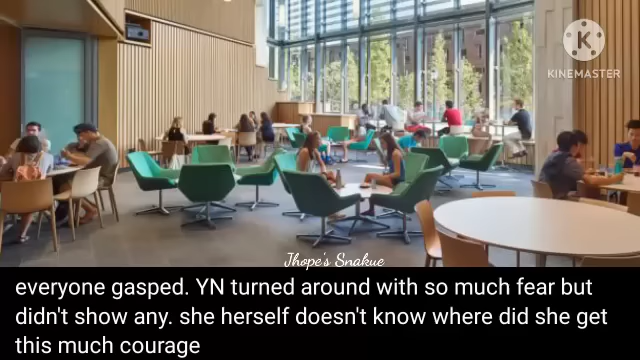 KINEMASTER
Jhope's Snakue
everyone gasped. YN turned around with so much fear but
didn't show any. she herself doesn't know where did she get
this much courage